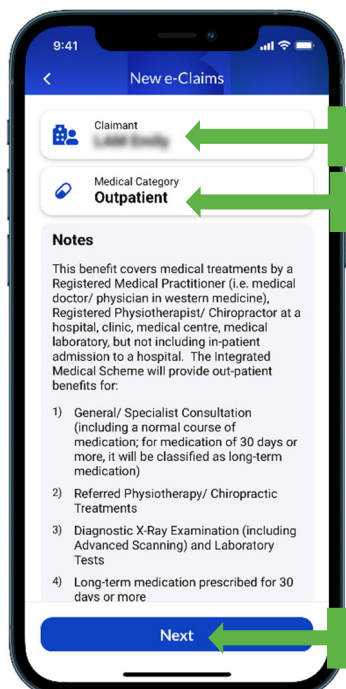 9:41
New e-Claims
Claimant
Medical Category
Outpatient
Notes
This benefit covers medical treatments by a
Registered Medical Practitioner (i.e. medical
doctor/ physician in western medicine),
Registered Physiotherapist/ Chiropractor at a
hospital, clinic, medical centre, medical
laboratory, but not including in-patient
admission to a hospital.  The Integrated
Medical Scheme will provide out-patient
benefits for:
1) General/ Specialist Consultation
(including a normal course of
medication; for medication of 30 days or
more, it will be classified as long-term
medication)
2) Referred Physiotherapy/ Chiropractic
Treatments
3) Diagnostic X-Ray Examination (including
Advanced Scanning) and Laboratory
Tests
4) Long-term medication prescribed for 30
days or more
Next